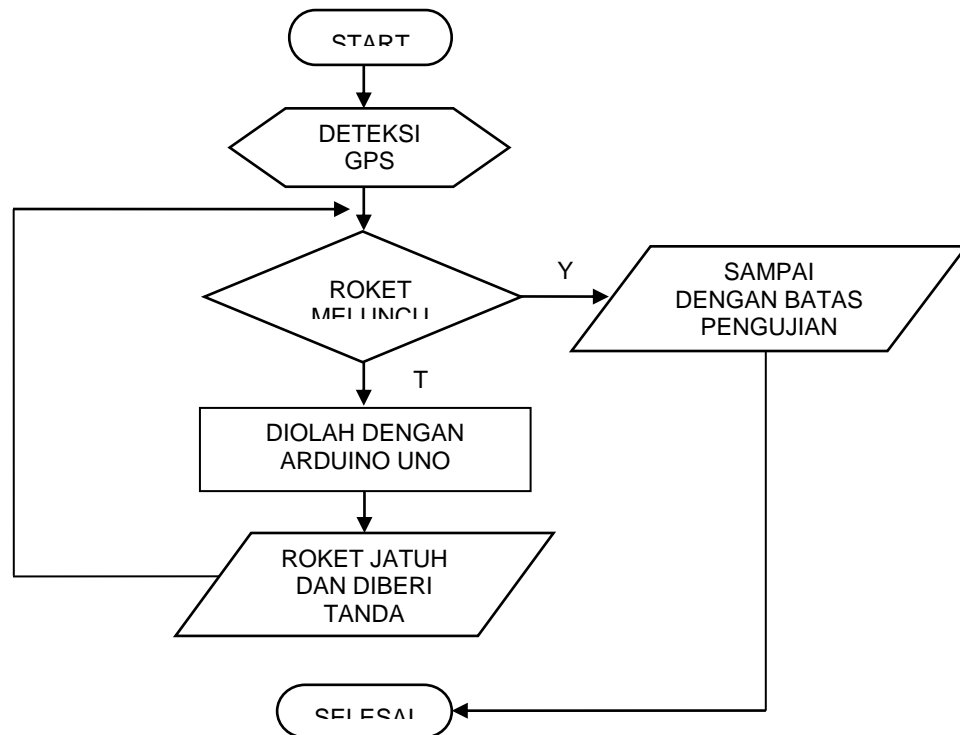 START
DETEKSI
GPS
ROKET
Y
SAMPAI
DENGAN BATAS
PENGUJIAN
T
DIOLAH DENGAN
ARDUINO UNO
ROKET JATUH
DAN DIBERI
TANDA
SELESAI